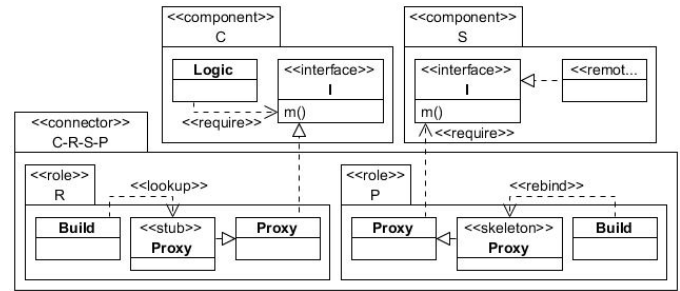 <<component>>
C
<<component>>
S
Logic
<<interface>>
I
m()
<<require>>
<<interface>>
I
m()
<<remot...
<<require>>
<<connector>>
C-R-S-P
<<role>>
R
<<lookup>>
Build
<<stub>>
Proxy
Proxy
<<role>>
P
<<rebind>>
Proxy
<<skeleton>>
Proxy
Build